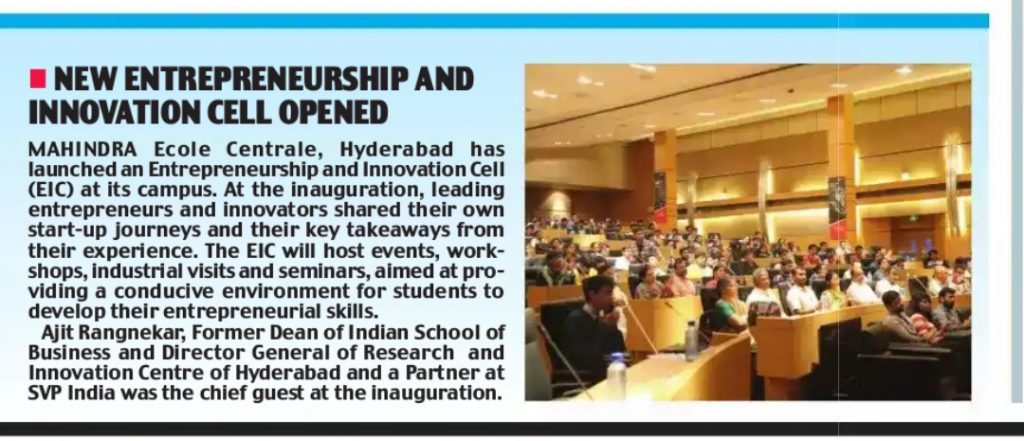 NEW ENTREPRENEURSHIP AND
INNOVATION CELL OPENED
MAHINDRA Ecole Centrale, Hyderabad has
launched an Entrepreneurship and Innovation Cell
(EIC) at its campus. At the inauguration, leading
entrepreneurs and innovators shared their own
start-up journeys and their key takeaways from
their experience. The EIC will host events, work-
shops, industrial visits and seminars, aimed at pro-
viding a conducive environment for students to
develop their entrepreneurial skills.
Ajit Rangnekar, Former Dean of Indian School of
Business and Director General of Research and
Innovation Centre of Hyderabad and a Partner at
SVP India was the chief guest at the inauguration.